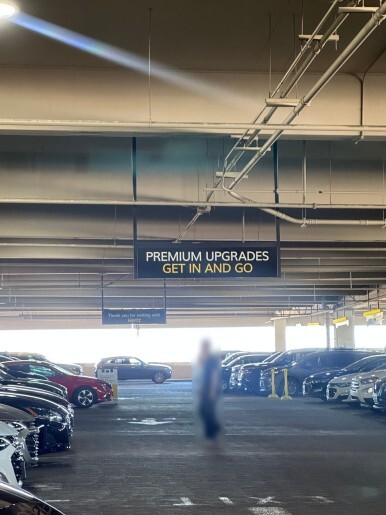 PREMIUM UPGRADES
GET IN AND GO
Thank you for renting with
HERTZ